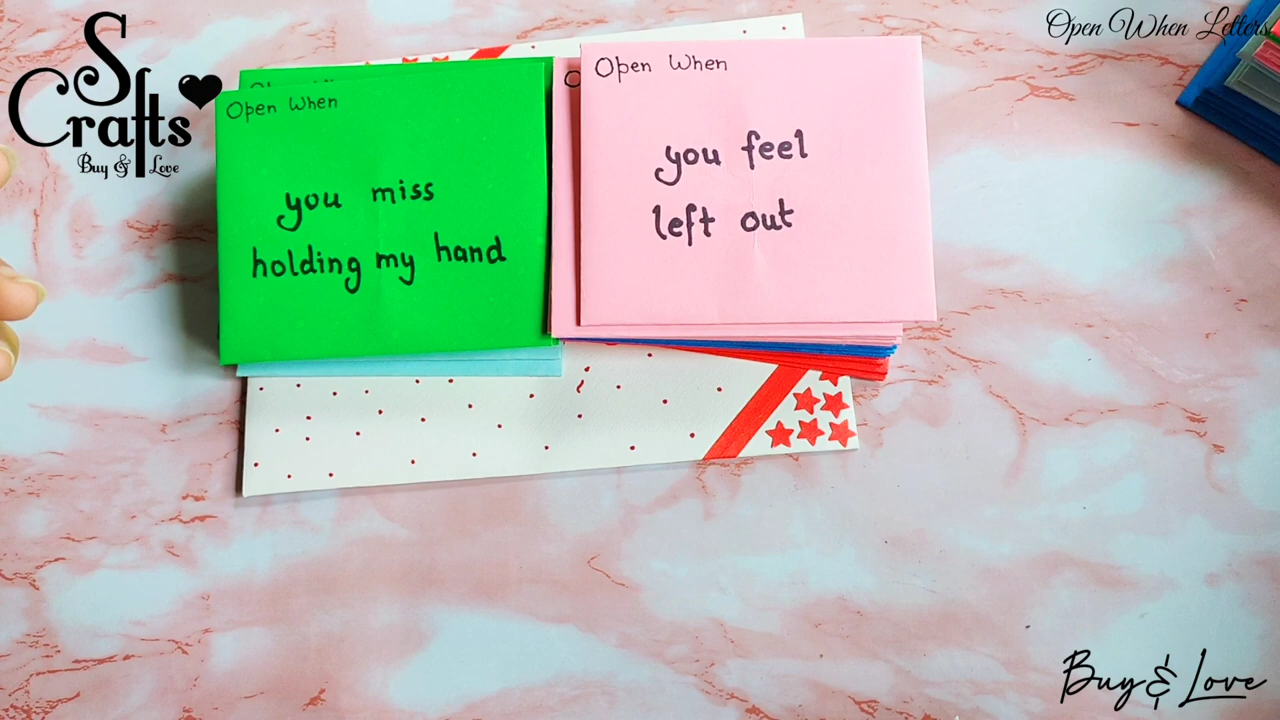 S
Crafts
Buy & Love
Open When Letters
Open When
you miss
holding my hand
Open When
you feel
left out
Buy & Love